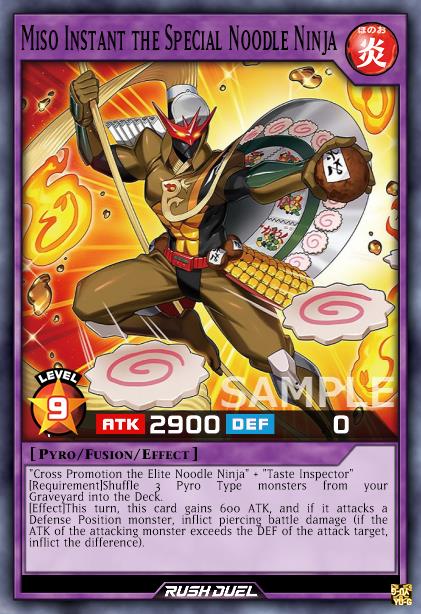 Miso Instant the Special Noodle Ninja
ほのお
炎
SAMPLE
LEVEL
9
ATK 2900 DEF 0
[ Pyro/Fusion/Effect ]
"Cross Promotion the Elite Noodle Ninja" + "Taste Inspector"
[Requirement]Shuffle 3 Pyro Type monsters from your
Graveyard into the Deck.
[Effect]This turn, this card gains 600 ATK, and if it attacks a
Defense Position monster, inflict piercing battle damage (if the
ATK of the attacking monster exceeds the DEF of the attack target,
inflict the difference).
RUSH DUEL